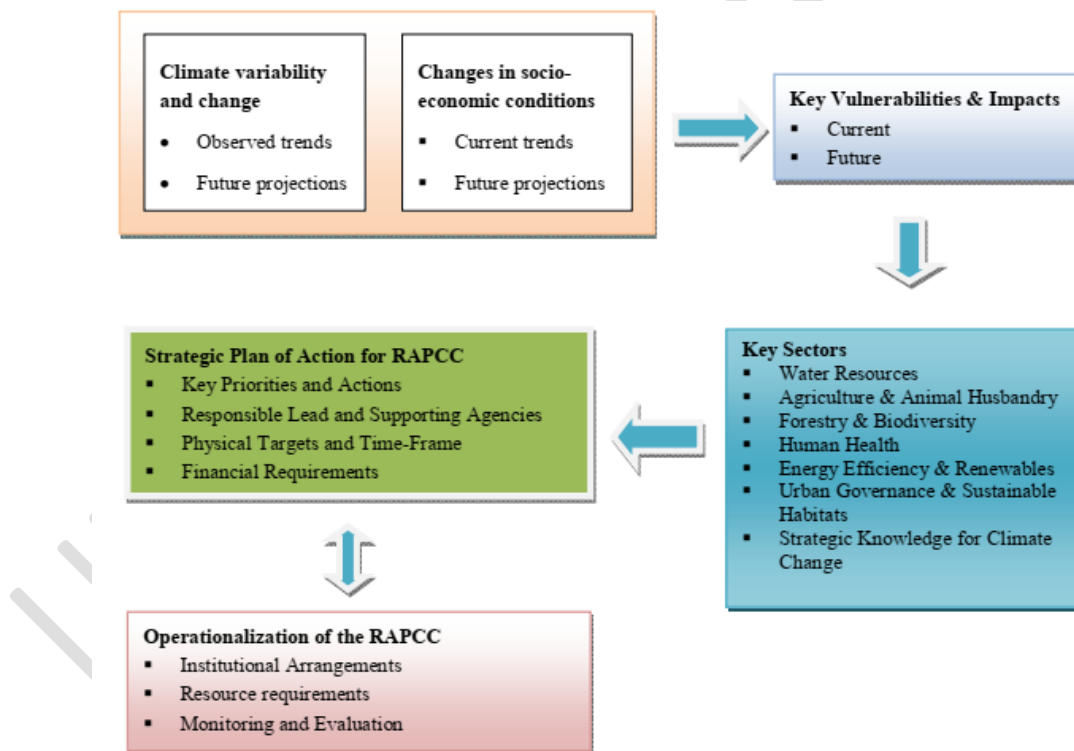 Climate variability
and change
• Observed trends
• Future projections
Changes in socio-
economic conditions
▪ Current trends
▪ Future projections
Key Vulnerabilities & Impacts
▪ Current
▪ Future
Key Sectors
▪ Water Resources
▪ Agriculture & Animal Husbandry
▪ Forestry & Biodiversity
▪ Human Health
▪ Energy Efficiency & Renewables
▪ Urban Governance & Sustainable
Habitats
▪ Strategic Knowledge for Climate
Change
Strategic Plan of Action for RAPCC
▪ Key Priorities and Actions
▪ Responsible Lead and Supporting Agencies
▪ Physical Targets and Time-Frame
▪ Financial Requirements
Operationalization of the RAPCC
▪ Institutional Arrangements
▪ Resource requirements
▪ Monitoring and Evaluation